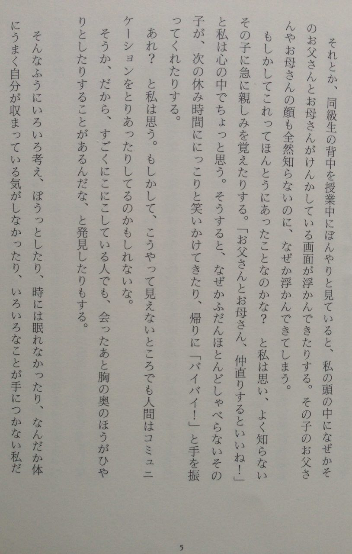 それとか、同級生の背中を授業中にぼんやりと見ていると、私の頭の中になぜかそ
のお父さんとお母さんがけんかしている画面が浮かんできたりする。その子のお父さ
んやお母さんの顔も全然知らないのに、なぜか浮かんできてしまう。
もしかしてこれってほんとうにあったことなのかな？　と私は思い、よく知らない
その子に急に親しみを覚えたりする。「お父さんとお母さん、仲直りするといいね！」
と私は心の中でちょっと思う。そうすると、なぜかふだんほとんどしゃべらないその
子が、次の休み時間ににっこりと笑いかけてきたり、帰りに「バイバイ！」と手を振
ってくれたりする。
あれ？　と私は思う。もしかして、こうやって見えないところでも人間はコミュニ
ケーションをとりあったりしてるのかもしれないな。
そうか、だから、すごくにこにこしている人でも、会ったあと胸の奥のほうがひや
りとしたりすることがあるんだな、と発見したりもする。
そんなふうにいろいろ考え、ぼうっとしたり、時には眠れなかったり、なんだか体
にうまく自分が収まっている気がしなかったり、いろいろなことが手につかない私だ
5